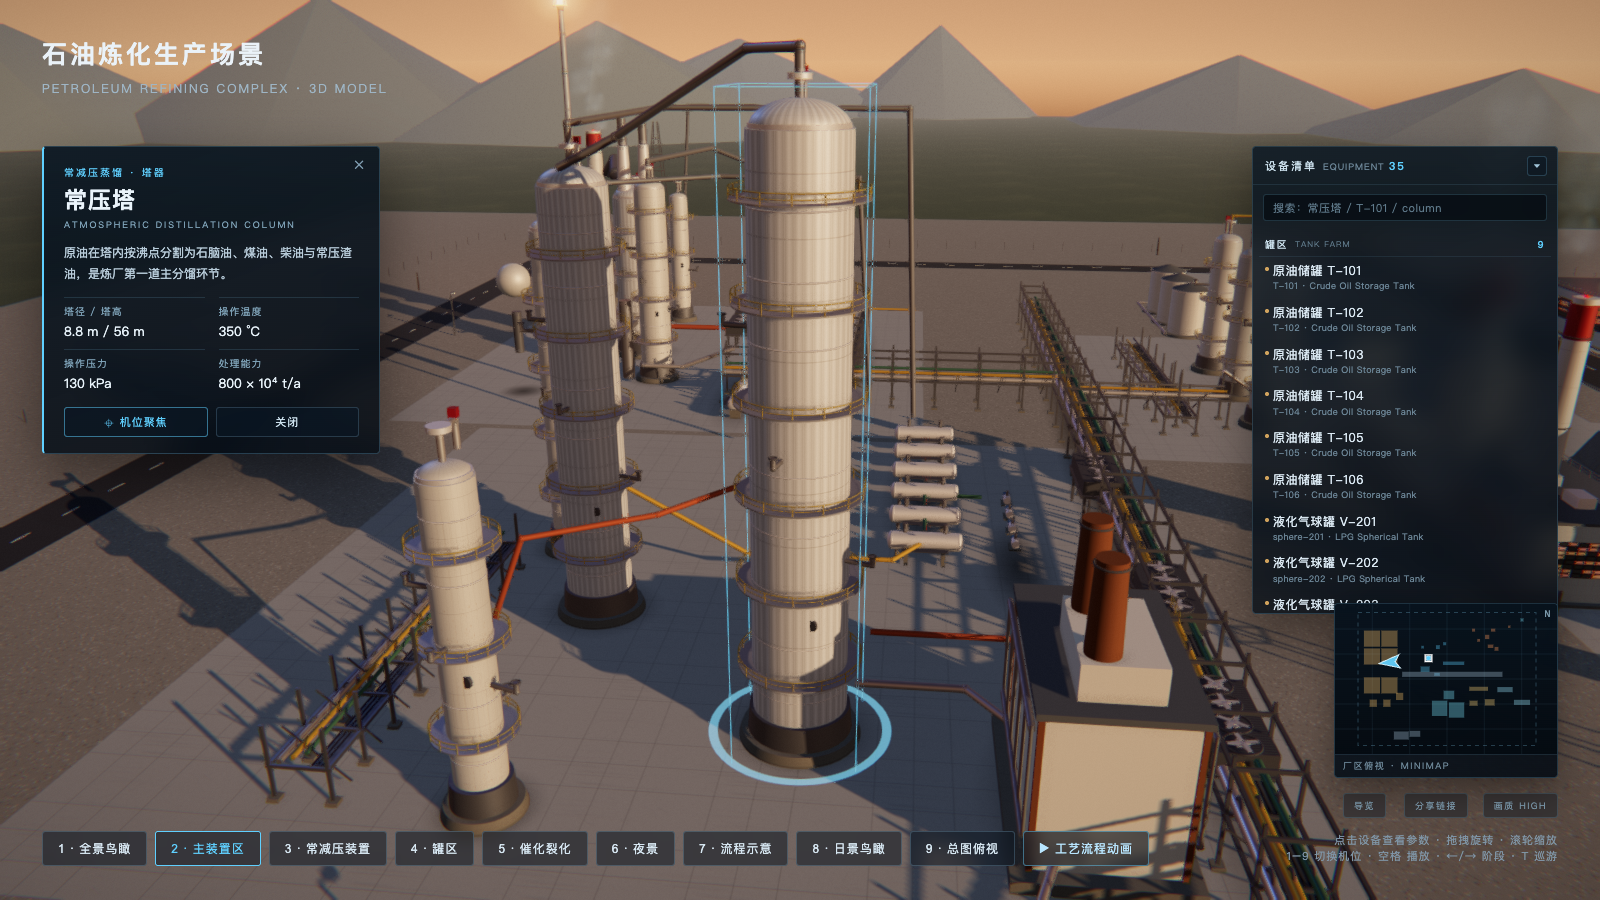 石油炼化生产场景
PETROLEUM REFINING COMPLEX · 3D MODEL
常减压蒸馏 · 塔器
×
常压塔
ATMOSPHERIC DISTILLATION COLUMN
原油在塔内按沸点分割为石脑油、煤油、柴油与常压渣
油，是炼厂第一道主分馏环节。
塔径 / 塔高
8.8 m / 56 m
操作温度
350 °C
操作压力
130 kPa
处理能力
800 × 10⁴ t/a
⌖ 机位聚焦
关闭
设备清单 EQUIPMENT 35
搜索: 常压塔 / T-101 / column
罐区 TANK FARM 9
原油储罐 T-101
T-101 · Crude Oil Storage Tank
原油储罐 T-102
T-102 · Crude Oil Storage Tank
原油储罐 T-103
T-103 · Crude Oil Storage Tank
原油储罐 T-104
T-104 · Crude Oil Storage Tank
原油储罐 T-105
T-105 · Crude Oil Storage Tank
原油储罐 T-106
T-106 · Crude Oil Storage Tank
液化气球罐 V-201
sphere-201 · LPG Spherical Tank
液化气球罐 V-202
sphere-202 · LPG Spherical Tank
液化气球罐 V-203
N
厂区俯视 · MINIMAP
导览
分享链接
画质 HIGH
点击设备查看参数 · 拖拽旋转 · 滚轮缩放
1-9 切换机位 · 空格 播放 · ←/→ 阶段 · T 巡游
1 · 全景鸟瞰
2 · 主装置区
3 · 常减压装置
4 · 罐区
5 · 催化裂化
6 · 夜景
7 · 流程示意
8 · 日景鸟瞰
9 · 总图俯视
▶ 工艺流程动画